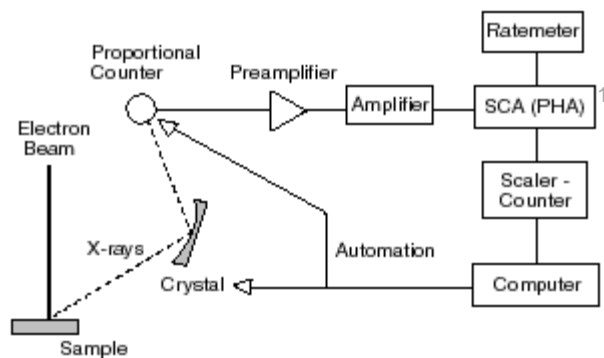 Ratemeter
Proportional
Counter
Preamplifier
Amplifier
SCA (PHA)
1
Electron
Beam
Scaler -
Counter
X-rays
Automation
Crystal
Computer
Sample